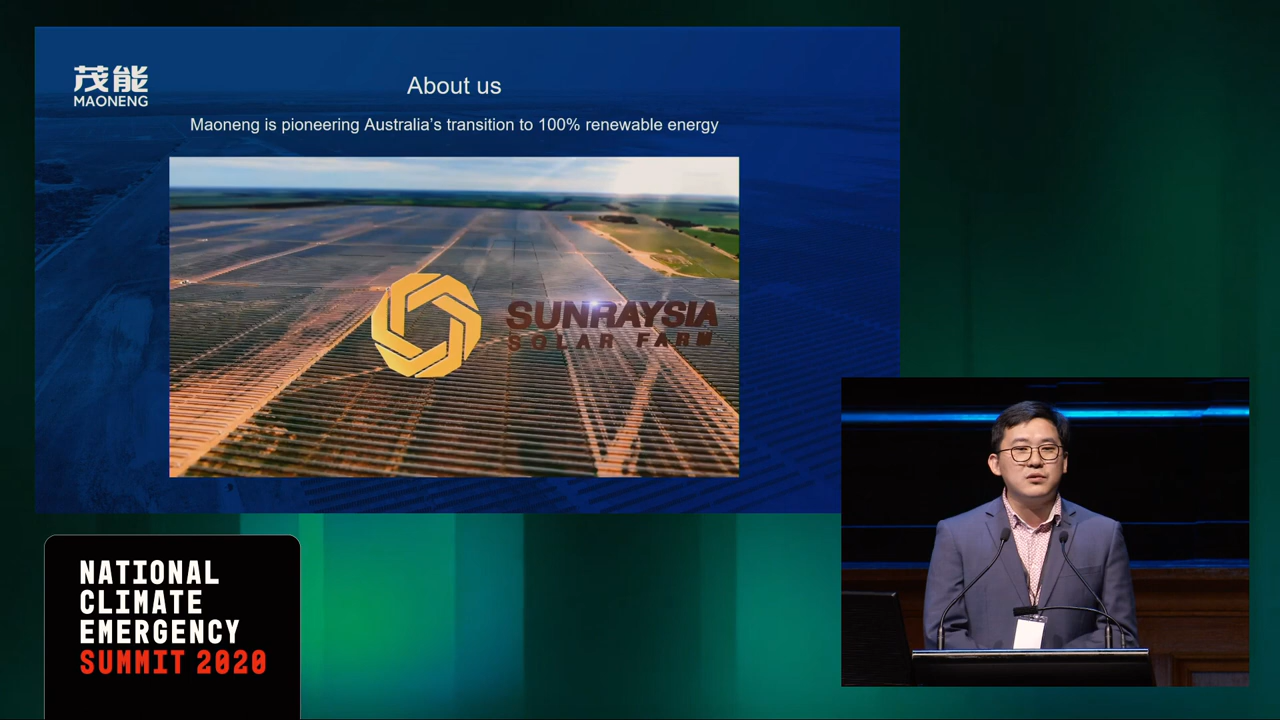 茂能
MAONENG
About us
Maoneng is pioneering Australia’s transition to 100% renewable energy
SUNRAYSIA
SOLAR FARM
NATIONAL
CLIMATE
EMERGENCY
SUMMIT 2020